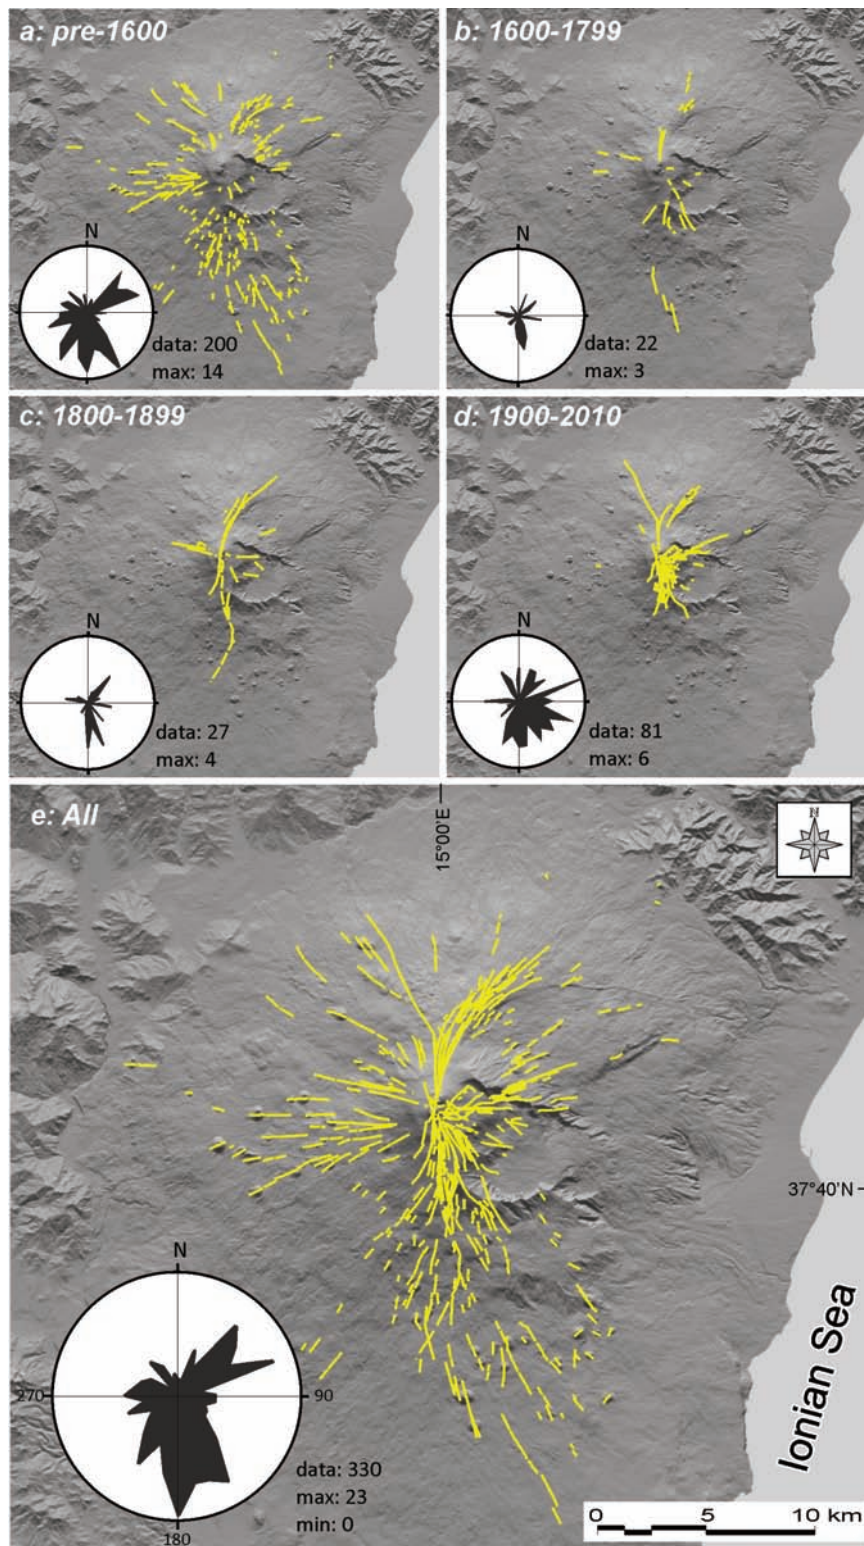 a: pre-1600
N
data: 200
max: 14
b: 1600-1799
N
data: 22
max: 3
c: 1800-1899
N
data: 27
max: 4
d: 1900-2010
N
data: 81
max: 6
e: All
15°00'E
N
37°40'N
Ionian Sea
N
270
90
180
data: 330
max: 23
min: 0
0 5 10 km